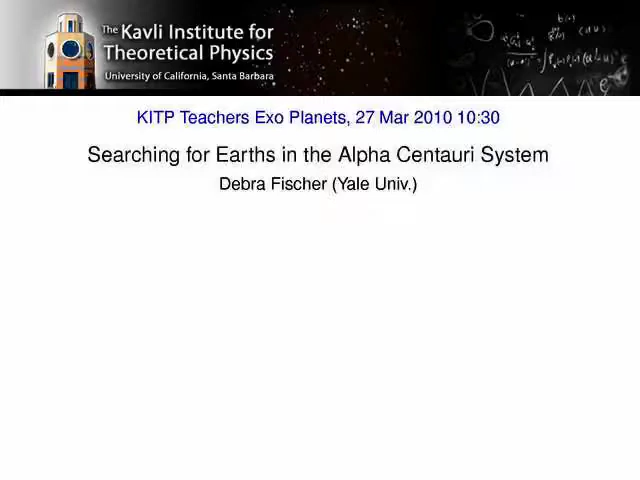 The Kavli Institute for
Theoretical Physics
University of California, Santa Barbara
KITP Teachers Exo Planets, 27 Mar 2010 10:30
Searching for Earths in the Alpha Centauri System
Debra Fischer (Yale Univ.)